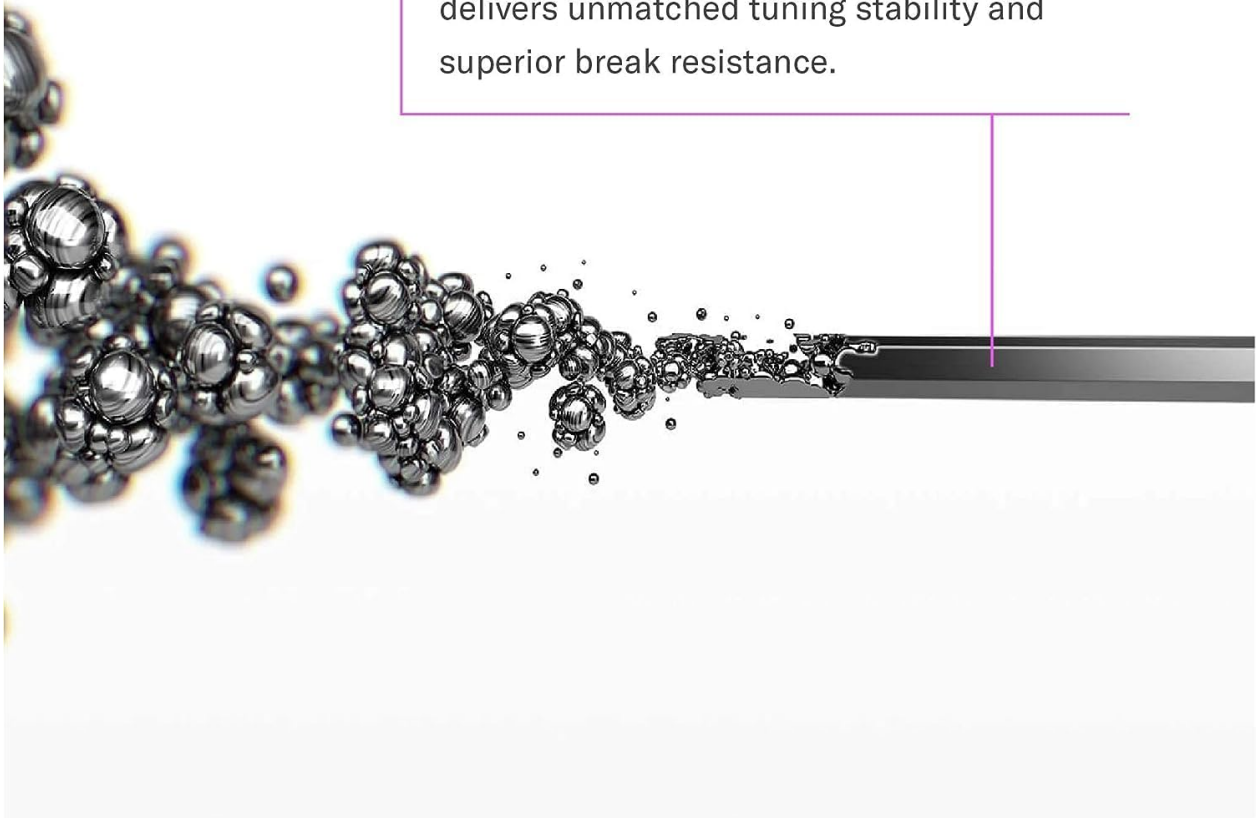 delivers unmatched tuning stability and
superior break resistance.